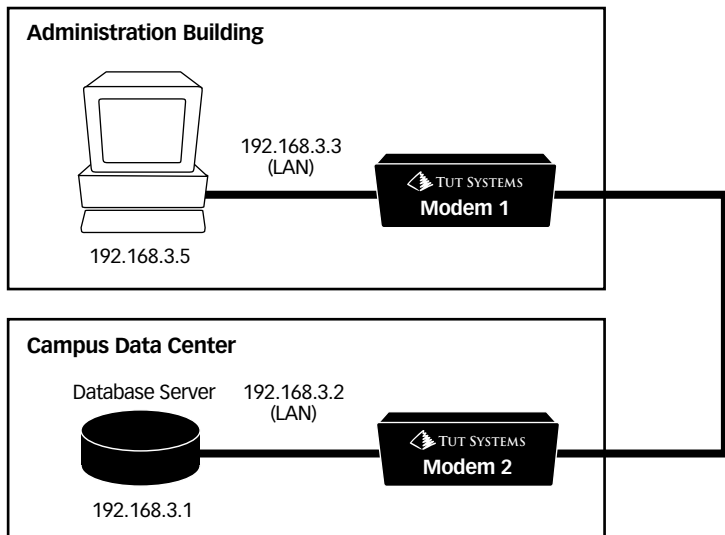 Administration Building
192.168.3.3
(LAN)
TUT SYSTEMS
Modem 1
192.168.3.5
Campus Data Center
Database Server
192.168.3.2
(LAN)
TUT SYSTEMS
Modem 2
192.168.3.1